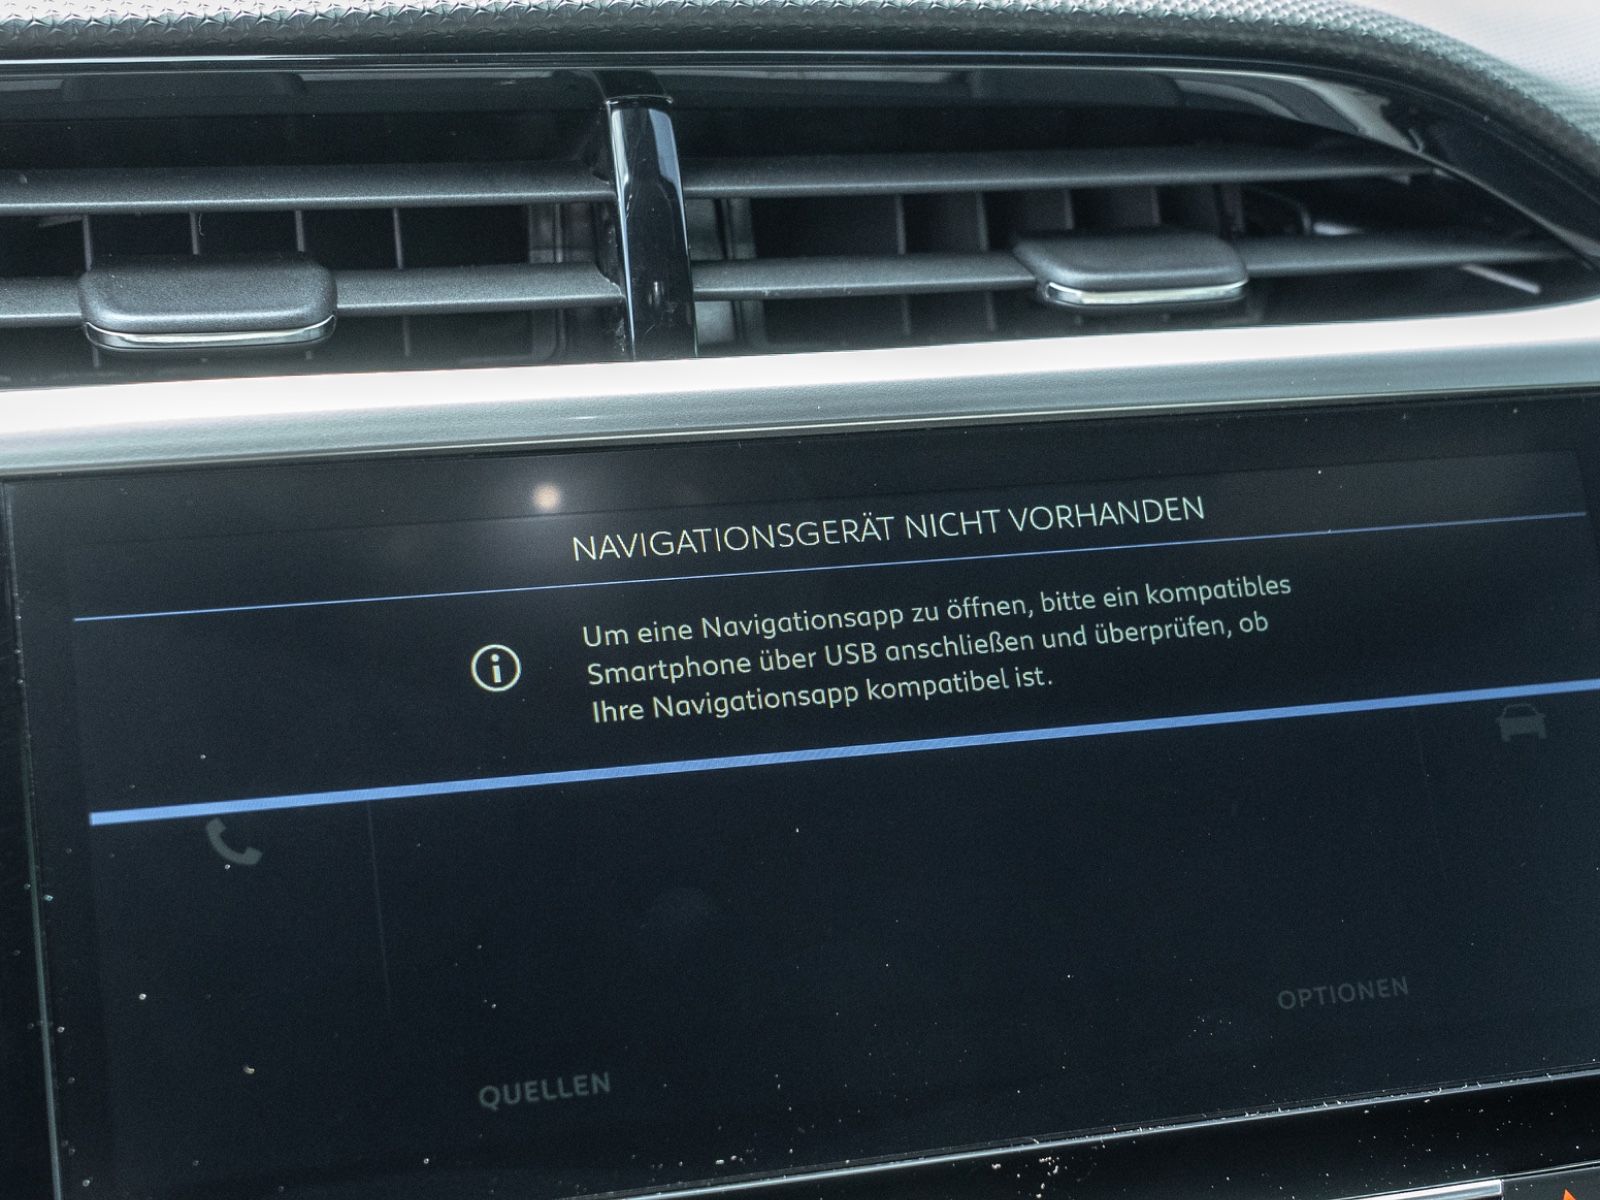 NAVIGATIONSGERÄT NICHT VORHANDEN
Um eine Navigationsapp zu öffnen, bitte ein kompatibles
Smartphone über USB anschließen und überprüfen, ob
Ihre Navigationsapp kompatibel ist.
OPTIONEN
QUELLEN